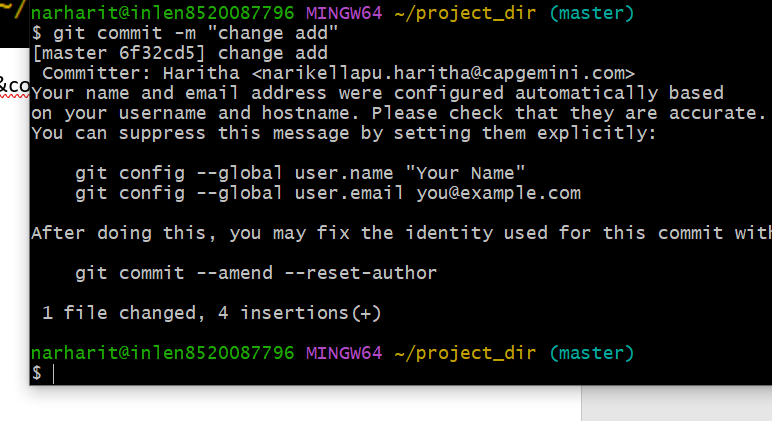 ~/
&co
narharit@inlen8520087796 MINGW64 ~/project_dir (master)
$ git commit -m "change add"
[master 6f32cd5] change add
 Committer: Haritha <narikellapu.haritha@capgemini.com>
Your name and email address were configured automatically based
on your username and hostname. Please check that they are accurate.
You can suppress this message by setting them explicitly:

    git config --global user.name "Your Name"
    git config --global user.email you@example.com

After doing this, you may fix the identity used for this commit with

    git commit --amend --reset-author

 1 file changed, 4 insertions(+)

narharit@inlen8520087796 MINGW64 ~/project_dir (master)
$